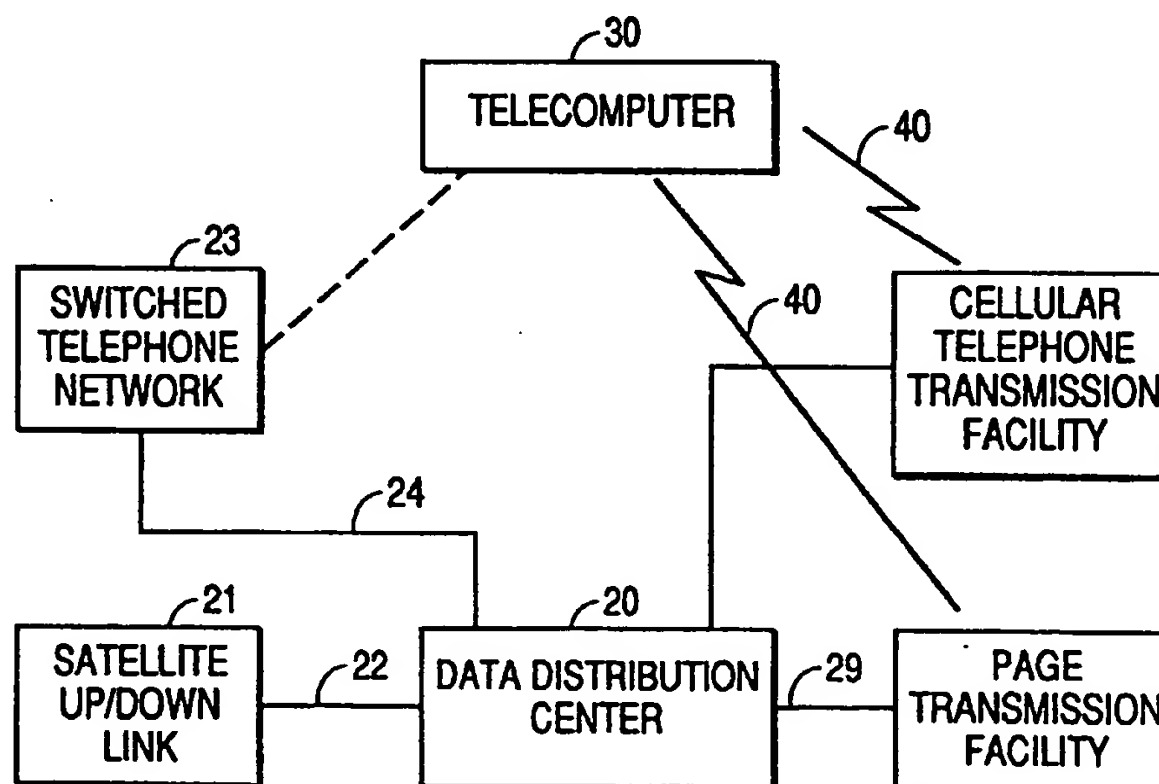 30
TELECOMPUTER
40
23
SWITCHED
TELEPHONE
NETWORK
40
CELLULAR
TELEPHONE
TRANSMISSION
FACILITY
24
21
SATELLITE
UP/DOWN
LINK
22
20
DATA DISTRIBUTION
CENTER
29
PAGE
TRANSMISSION
FACILITY